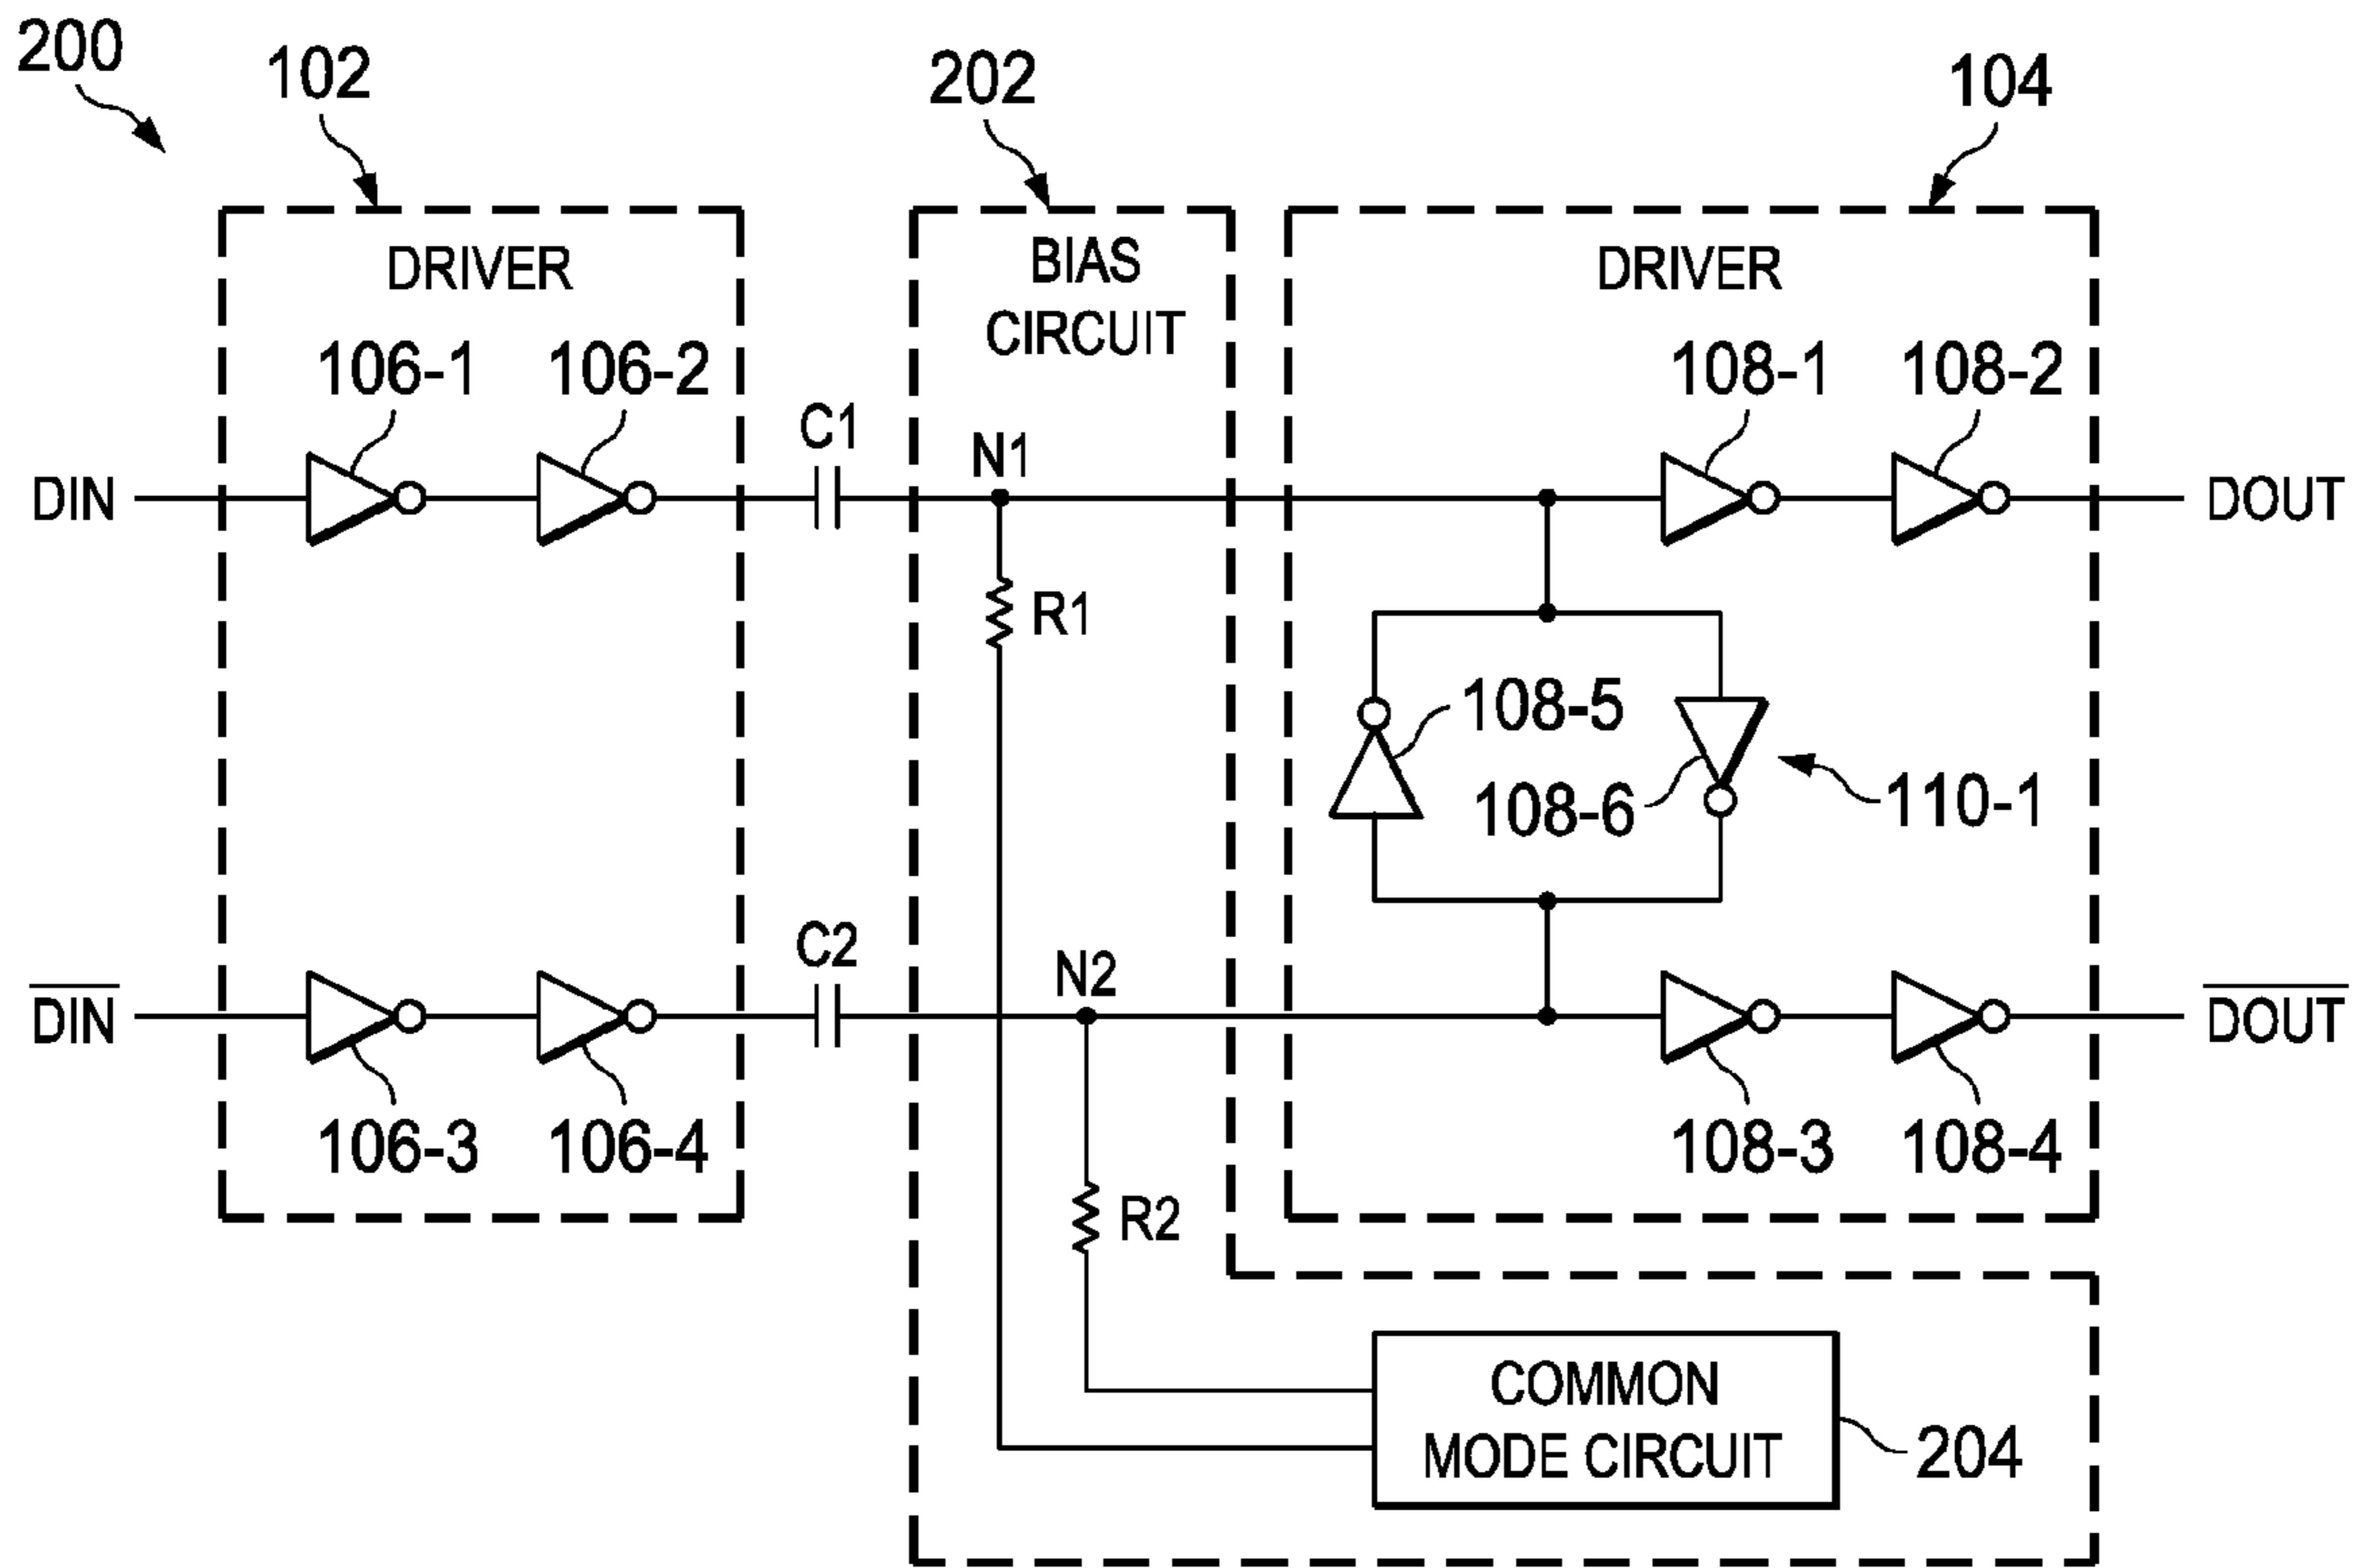 200
102
202
104
DRIVER
BIAS
CIRCUIT
DRIVER
106-1
106-2
108-1
108-2
C1
N1
DIN
DOUT
R1
108-5
108-6
110-1
C2
N2
D̅I̅N̅
D̅O̅U̅T̅
106-3
106-4
108-3
108-4
R2
COMMON
MODE CIRCUIT
204